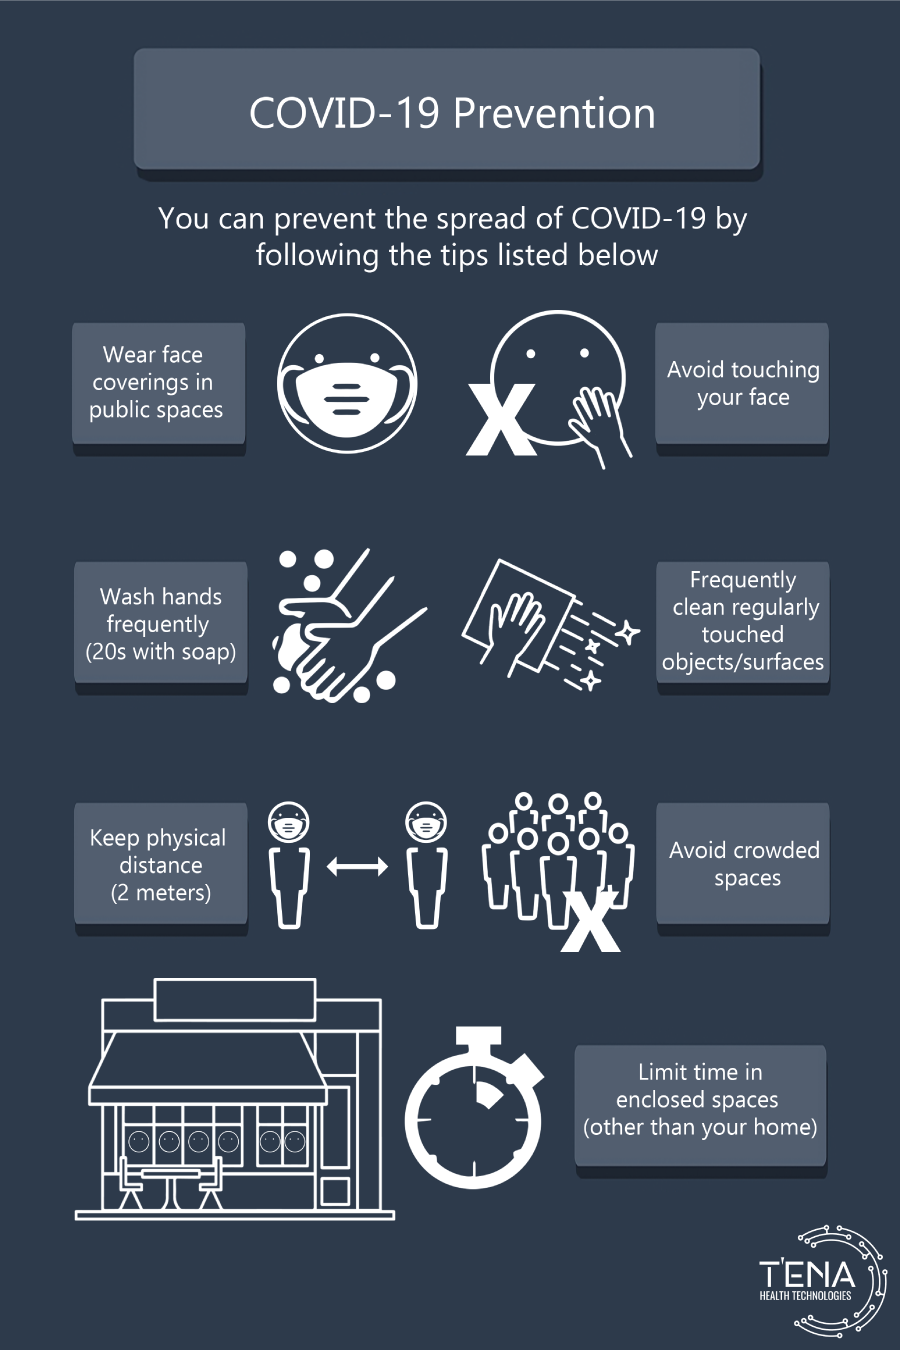 COVID-19 Prevention
You can prevent the spread of COVID-19 by
following the tips listed below
Wear face
coverings in
public spaces
X
Avoid touching
your face
Wash hands
frequently
(20s with soap)
Frequently
clean regularly
touched
objects/surfaces
Keep physical
distance
(2 meters)
X
Avoid crowded
spaces
Limit time in
enclosed spaces
(other than your home)
T'ENA
HEALTH TECHNOLOGIES